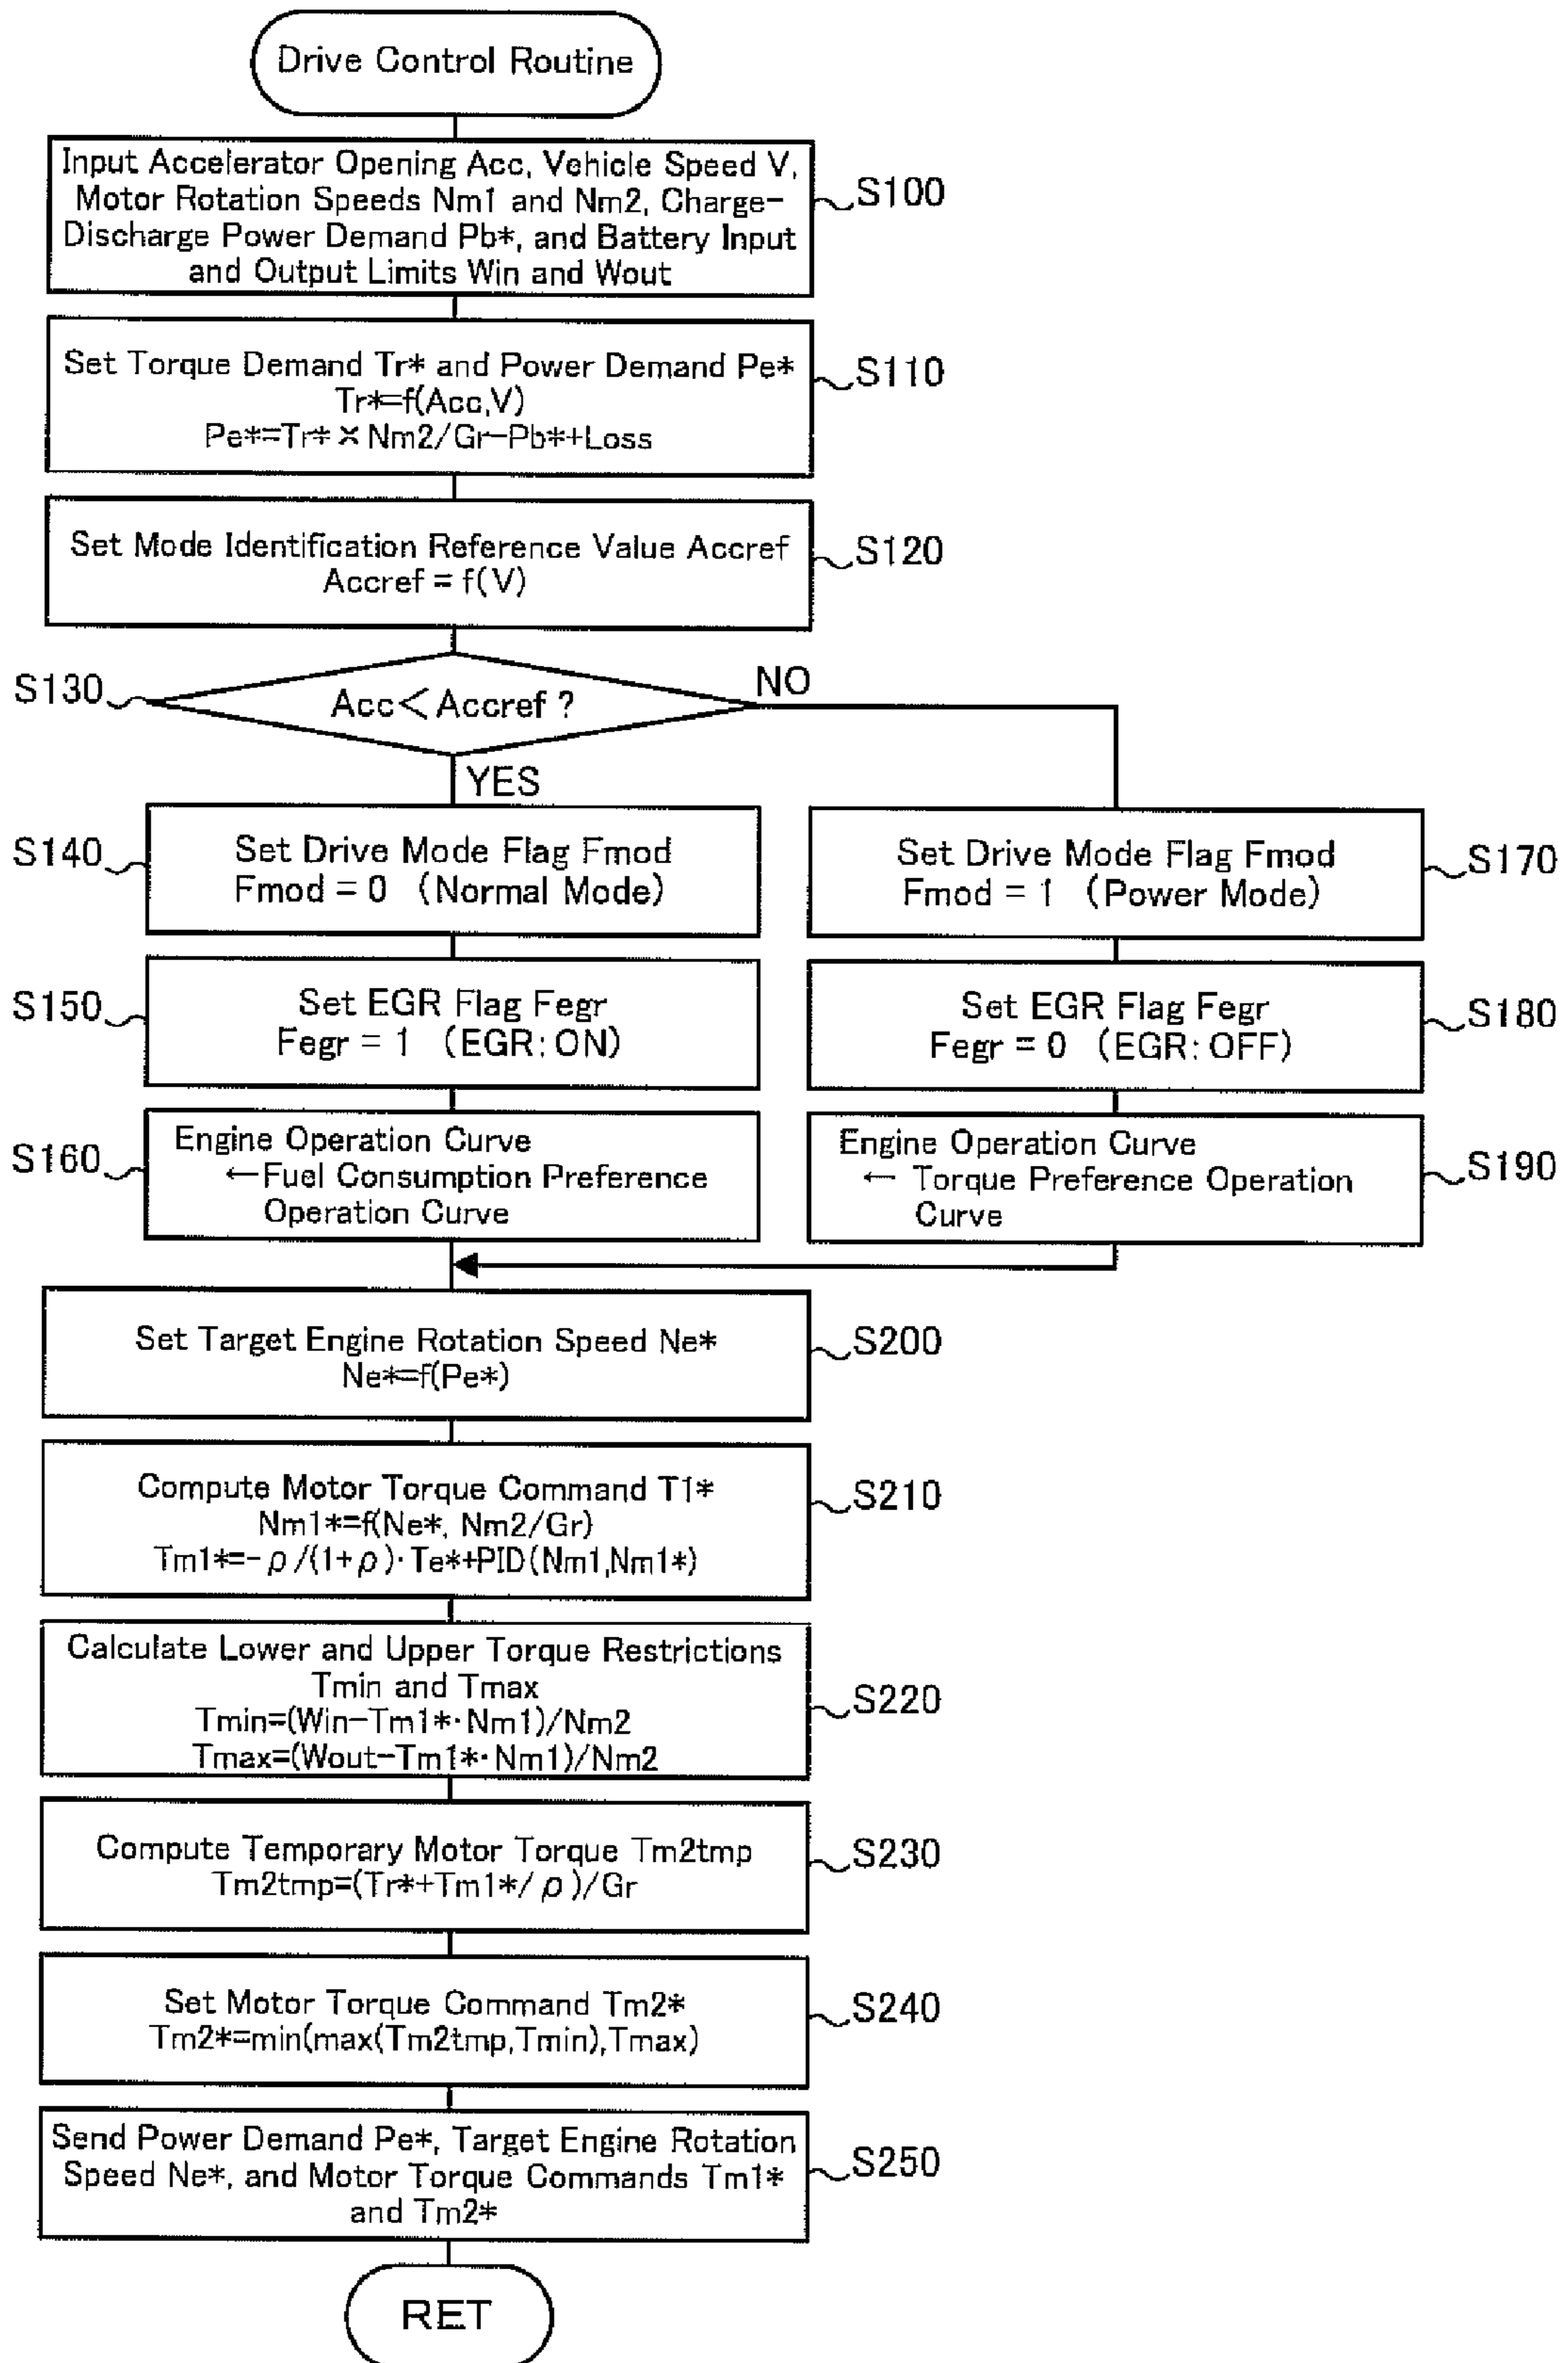 Drive Control Routine
Input Accelerator Opening Acc, Vehicle Speed V,
Motor Rotation Speeds Nm1 and Nm2, Charge-
Discharge Power Demand Pb*, and Battery Input
and Output Limits Win and Wout
S100
Set Torque Demand Tr* and Power Demand Pe*
Tr*=f(Acc,V)
Pe*=Tr*×Nm2/Gr-Pb*+Loss
S110
Set Mode Identification Reference Value Accref
Accref = f(V)
S120
S130
Acc<Accref ?
NO
YES
S140
Set Drive Mode Flag Fmod
Fmod = 0 (Normal Mode)
Set Drive Mode Flag Fmod
Fmod = 1 (Power Mode)
S170
S150
Set EGR Flag Fegr
Fegr = 1 (EGR: ON)
Set EGR Flag Fegr
Fegr = 0 (EGR: OFF)
S180
S160
Engine Operation Curve
←Fuel Consumption Preference
Operation Curve
Engine Operation Curve
← Torque Preference Operation
Curve
S190
Set Target Engine Rotation Speed Ne*
Ne*=f(Pe*)
S200
Compute Motor Torque Command T1*
Nm1*=f(Ne*, Nm2/Gr)
Tm1*=-ρ/(1+ρ)·Te*+PID(Nm1,Nm1*)
S210
Calculate Lower and Upper Torque Restrictions
Tmin and Tmax
Tmin=(Win-Tm1*·Nm1)/Nm2
Tmax=(Wout-Tm1*·Nm1)/Nm2
S220
Compute Temporary Motor Torque Tm2tmp
Tm2tmp=(Tr*+Tm1*/ρ)/Gr
S230
Set Motor Torque Command Tm2*
Tm2*=min(max(Tm2tmp,Tmin),Tmax)
S240
Send Power Demand Pe*, Target Engine Rotation
Speed Ne*, and Motor Torque Commands Tm1*
and Tm2*
S250
RET